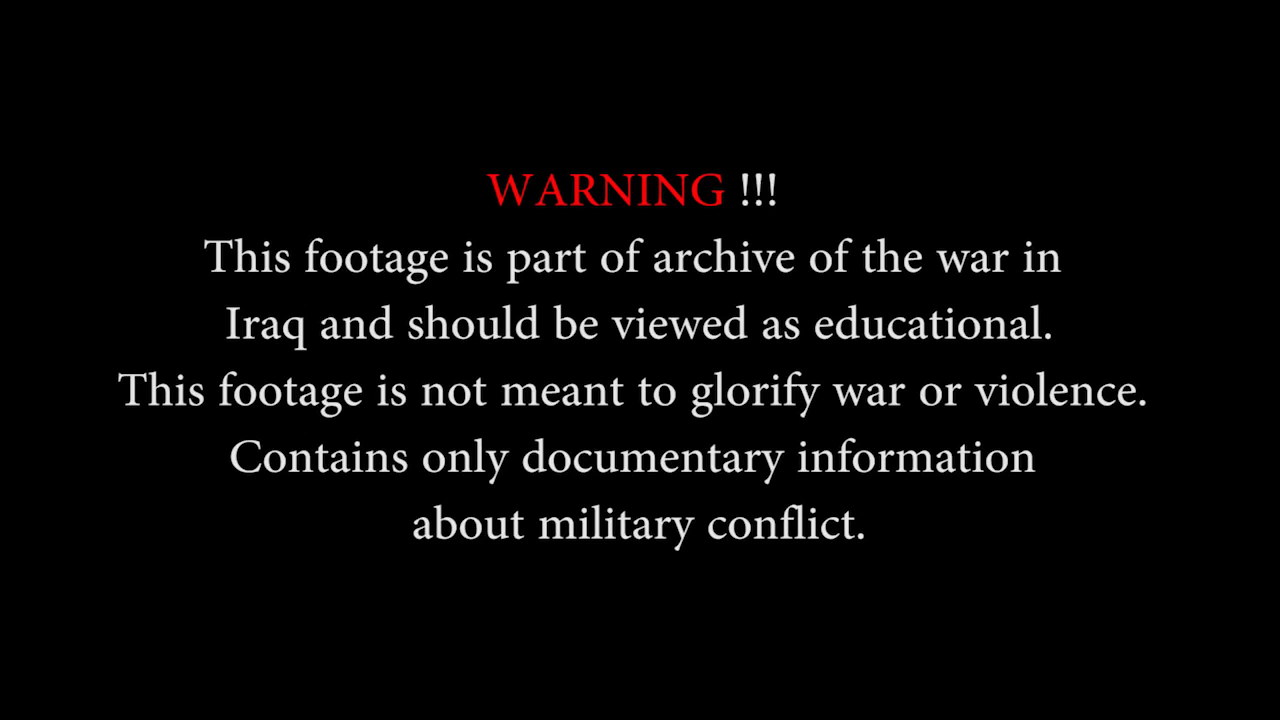 WARNING !!!
This footage is part of archive of the war in
Iraq and should be viewed as educational.
This footage is not meant to glorify war or violence.
Contains only documentary information
about military conflict.